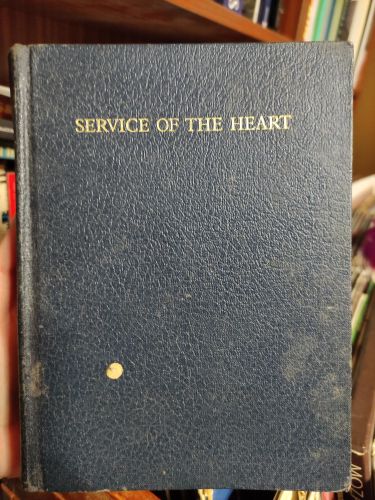 SERVICE OF THE HEART